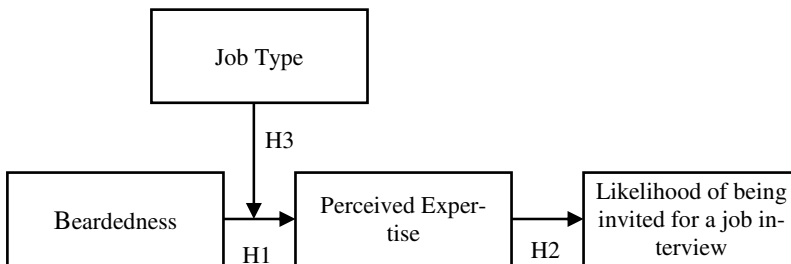 Job Type
H3
Beardedness
H1
Perceived Exper-
tise
H2
Likelihood of being
invited for a job in-
terview